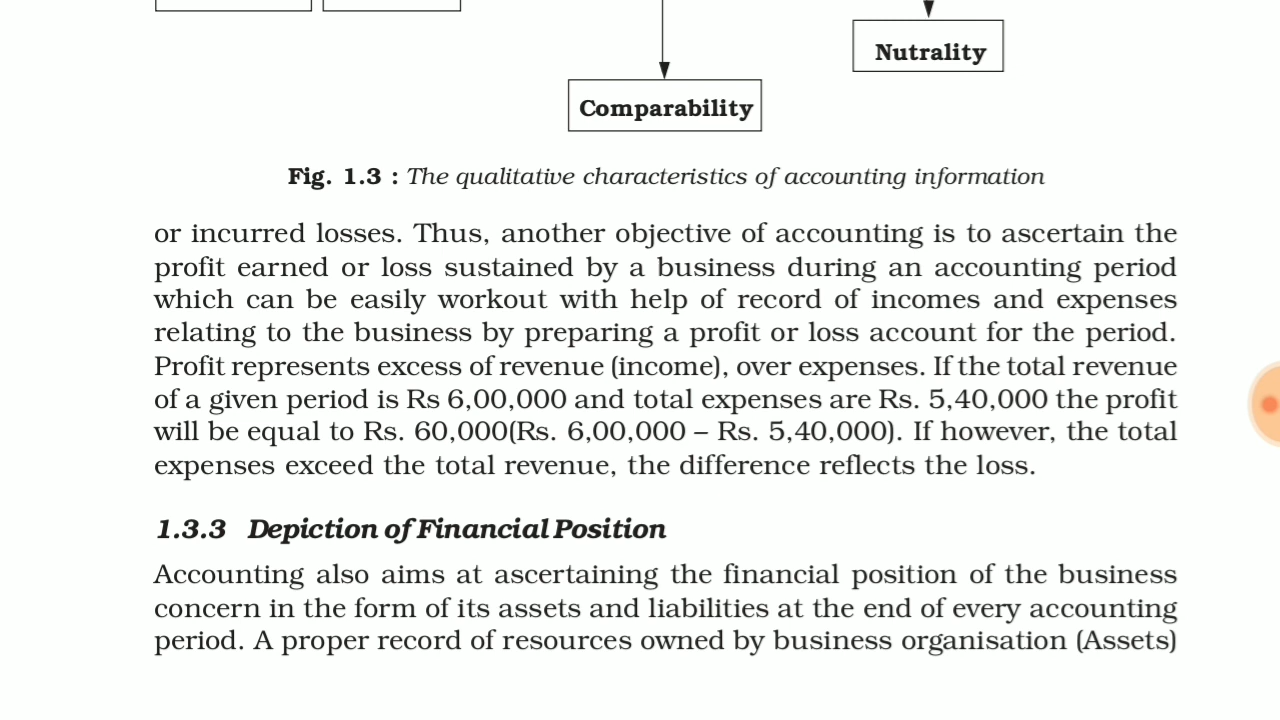 Nutrality
Comparability
Fig. 1.3 : The qualitative characteristics of accounting information
or incurred losses. Thus, another objective of accounting is to ascertain the
profit earned or loss sustained by a business during an accounting period
which can be easily workout with help of record of incomes and expenses
relating to the business by preparing a profit or loss account for the period.
Profit represents excess of revenue (income), over expenses. If the total revenue
of a given period is Rs 6,00,000 and total expenses are Rs. 5,40,000 the profit
will be equal to Rs. 60,000(Rs. 6,00,000 – Rs. 5,40,000). If however, the total
expenses exceed the total revenue, the difference reflects the loss.
1.3.3 Depiction of Financial Position
Accounting also aims at ascertaining the financial position of the business
concern in the form of its assets and liabilities at the end of every accounting
period. A proper record of resources owned by business organisation (Assets)